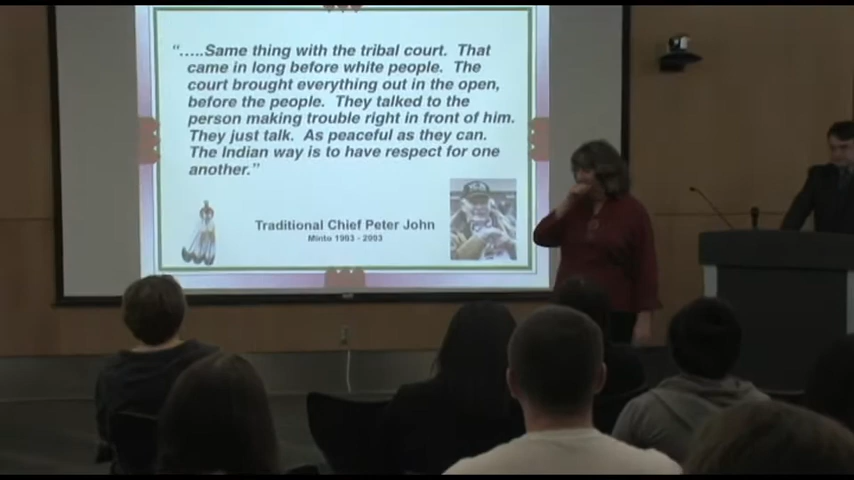 “.....Same thing with the tribal court. That
came in long before white people. The
court brought everything out in the open,
before the people. They talked to the
person making trouble right in front of him.
They just talk. As peaceful as they can.
The Indian way is to have respect for one
another.”
Traditional Chief Peter John
Minto 1903 - 2003